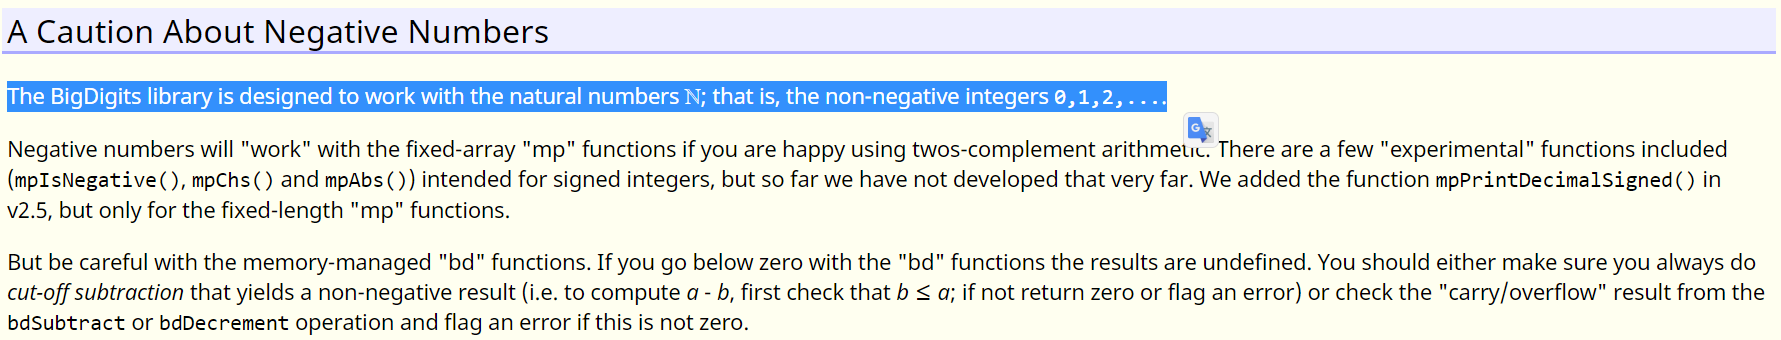 A Caution About Negative Numbers
The BigDigits library is designed to work with the natural numbers ℕ; that is, the non-negative integers 0,1,2,....
Negative numbers will "work" with the fixed-array "mp" functions if you are happy using twos-complement arithmetic. There are a few "experimental" functions included
(mpIsNegative(), mpChs() and mpAbs()) intended for signed integers, but so far we have not developed that very far. We added the function mpPrintDecimalSigned() in
v2.5, but only for the fixed-length "mp" functions.
But be careful with the memory-managed "bd" functions. If you go below zero with the "bd" functions the results are undefined. You should either make sure you always do
cut-off subtraction that yields a non-negative result (i.e. to compute a - b, first check that b ≤ a; if not return zero or flag an error) or check the "carry/overflow" result from the
bdSubtract or bdDecrement operation and flag an error if this is not zero.